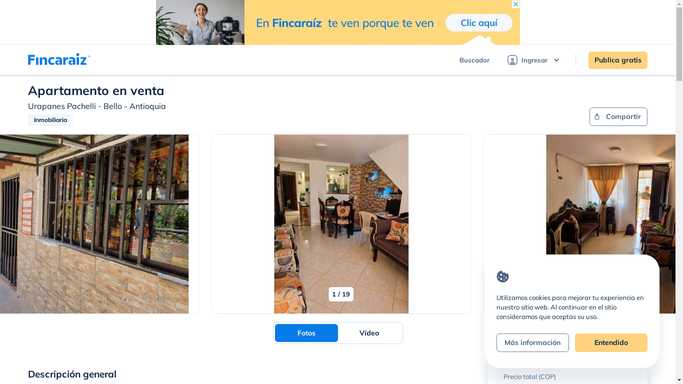 En Fincaraíz te ven porque te ven
Clic aquí
Fincaraiz
Buscador
Ingresar
Publica gratis
Apartamento en venta
Urapanes Pachelli - Bello - Antioquia
Inmobiliaria
Compartir
1 / 19
Fotos
Vídeo
Utilizamos cookies para mejorar tu experiencia en
nuestro sitio web. Al continuar en el sitio
consideramos que aceptas su uso.
Más información
Entendido
Descripción general
Precio total (COP)